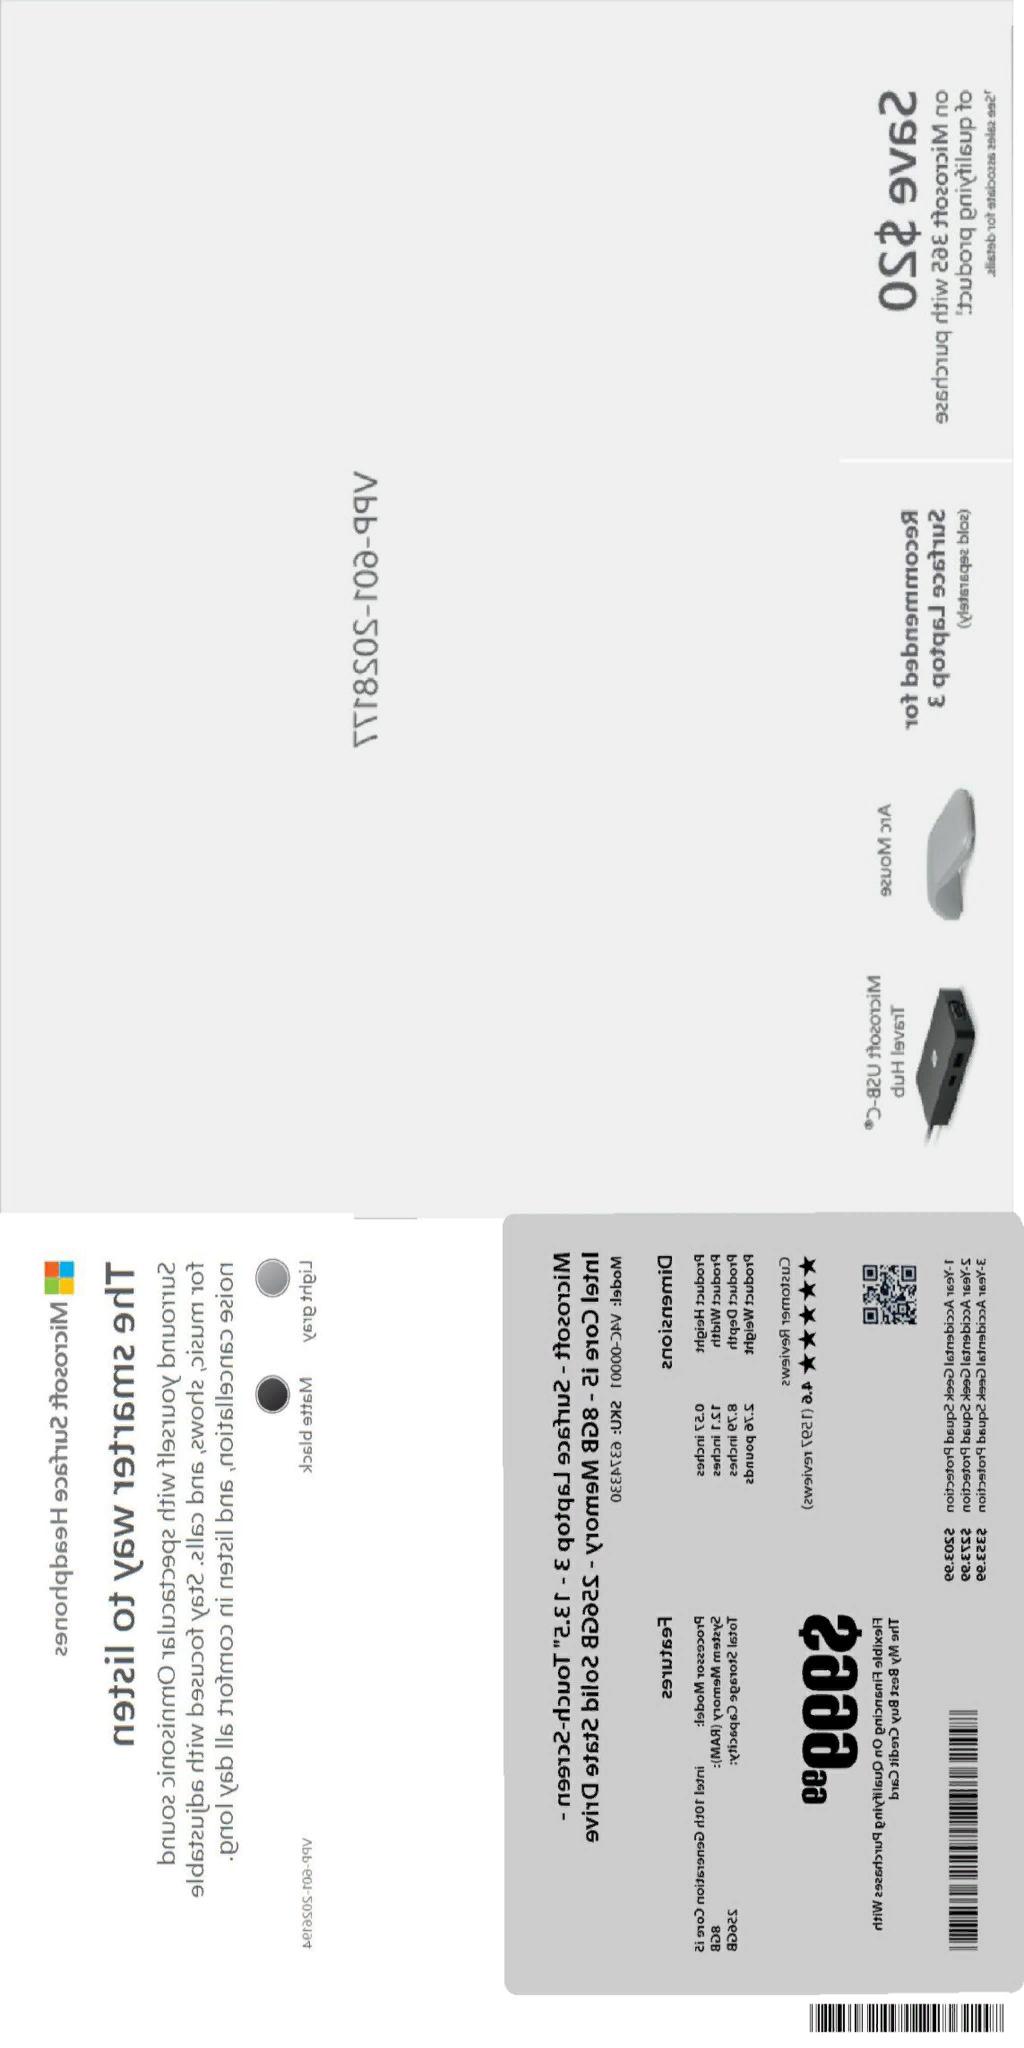 Save $20
on Microsoft 365 with purchase
of qualifying product.¹
¹See sales associate for details.
Recommended for
Surface Laptop 3
(sold separately)
Arc Mouse
Microsoft USB-C®
Travel Hub
Vpp-601-2028177
Microsoft Surface Headphones
The smarter way to listen
Surround yourself with spectacular Omnisonic sound
for music, shows, and calls. Stay focused with adjustable
noise cancellation, and listen in comfort all day long.
Light gray
Matte black
Vpp-601-2026194
Microsoft - Surface Laptop 3 - 13.5" Touch-Screen -
Intel Core i5 - 8GB Memory - 256GB Solid State Drive
Model: VAC-00001 SKU: 6374330
Dimensions
Product Height 0.57 inches
Product Width 12.1 inches
Product Depth inches
Product Weight pounds
Features
Processor Model: Intel 10th Generation Core i5
System Memory (RAM): 8GB
Total Storage Capacity: 256GB
Customer Reviews
4.6 reviews)
$999 99
Flexible Financing On Qualifying Purchases With
The My Best Buy Credit Card
1.Year Accidental Geek Squad Protection $203.99
2.Year Accidental Geek Squad Protection $273.99
3.Year Accidental Geek Squad Protection $353.99